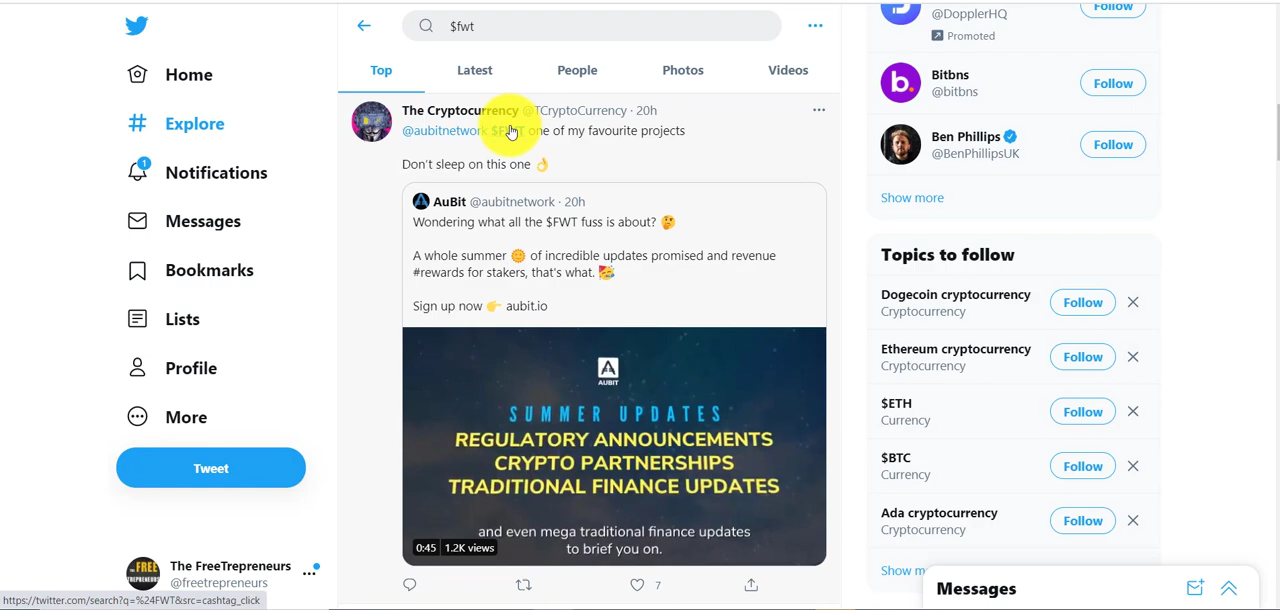 $fwt
Home
Explore
1
Notifications
Messages
Bookmarks
Lists
Profile
More
Tweet
The FreeTrepreneurs
@freetrepreneurs
https://twitter.com/search?q=%24FWT&src=cashtag_click
Top Latest People Photos Videos
The Cryptocurrency @TCryptoCurrency · 20h
@aubitnetwork $FWT one of my favourite projects
Don't sleep on this one 👌
AuBit @aubitnetwork · 20h
Wondering what all the $FWT fuss is about? 🤔
A whole summer 🌞 of incredible updates promised and revenue
#rewards for stakers, that's what. 🥳
Sign up now 👉 aubit.io
AUBIT
SUMMER UPDATES
REGULATORY ANNOUNCEMENTS
CRYPTO PARTNERSHIPS
TRADITIONAL FINANCE UPDATES
and even mega traditional finance updates
to brief you on.
0:45 1.2K views
7
Follow
@DopplerHQ
Promoted
b.
Bitbns
@bitbns
Follow
Ben Phillips
@BenPhillipsUK
Follow
Show more
Topics to follow
Dogecoin cryptocurrency
Cryptocurrency
Follow
Ethereum cryptocurrency
Cryptocurrency
Follow
$ETH
Currency
Follow
$BTC
Currency
Follow
Ada cryptocurrency
Cryptocurrency
Follow
Show
Messages